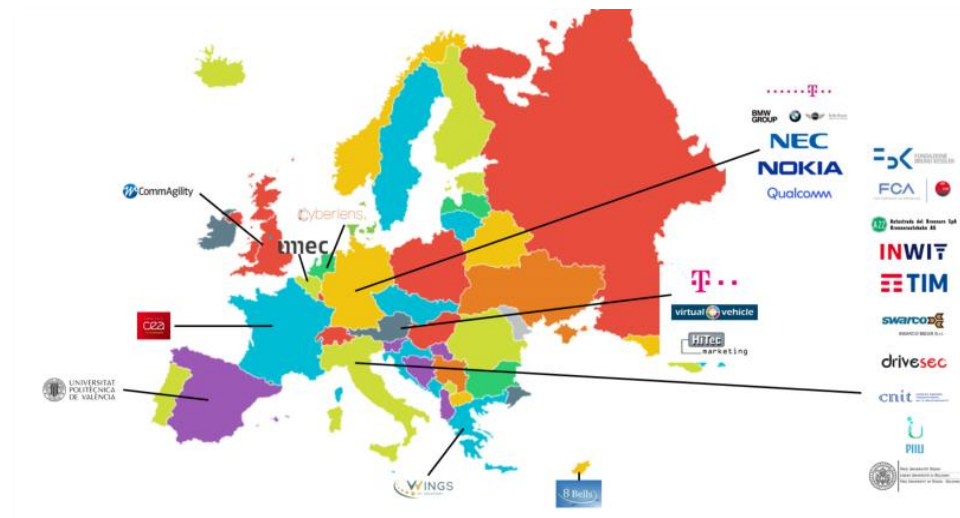 T
BMW
GROUP
NEC
NOKIA
Qualcomm
FBK
FONDAZIONE
BRUNO KESSLER
FCA
CommAgility
Cyberiens
imec
Autostrada del Brennero SpA
Brennerautobahn AG
INWIT
TIM
T
virtual vehicle
HiTec
marketing
swarco
cea
drivesec
UNIVERSITAT
POLITÈCNICA
DE VALÈNCIA
cnit
PIIU
WINGS
8 Bells